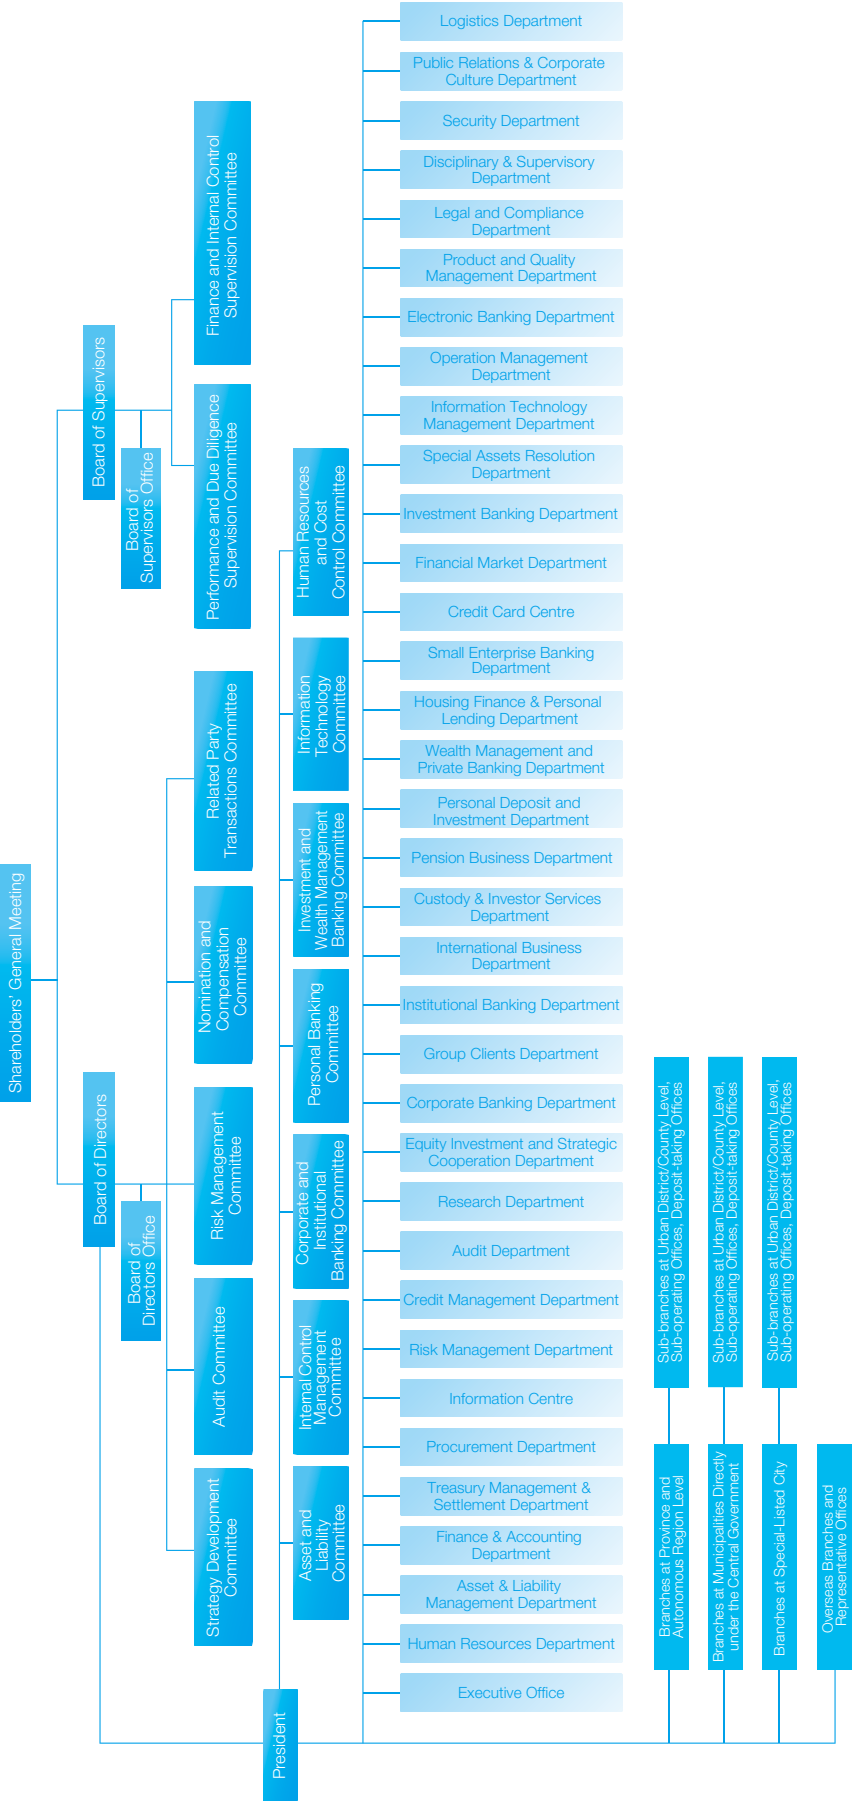 Shareholders' General Meeting
Board of Supervisors
Board of
Supervisors Office
Finance and Internal Control
Supervision Committee
Performance and Due Diligence
Supervision Committee
Board of Directors
Board of
Directors Office
Related Party
Transactions Committee
Nomination and
Compensation
Committee
Risk Management
Committee
Audit Committee
Strategy Development
Committee
President
Human Resources
and Cost
Control Committee
Information
Technology
Committee
Investment and
Wealth Management
Banking Committee
Personal Banking
Committee
Corporate and
Institutional
Banking Committee
Internal Control
Management
Committee
Asset and
Liability
Committee
Logistics Department
Public Relations & Corporate
Culture Department
Security Department
Disciplinary & Supervisory
Department
Legal and Compliance
Department
Product and Quality
Management Department
Electronic Banking Department
Operation Management
Department
Information Technology
Management Department
Special Assets Resolution
Department
Investment Banking Department
Financial Market Department
Credit Card Centre
Small Enterprise Banking
Department
Housing Finance & Personal
Lending Department
Wealth Management and
Private Banking Department
Personal Deposit and
Investment Department
Pension Business Department
Custody & Investor Services
Department
International Business
Department
Institutional Banking Department
Group Clients Department
Corporate Banking Department
Equity Investment and Strategic
Cooperation Department
Research Department
Audit Department
Credit Management Department
Risk Management Department
Information Centre
Procurement Department
Treasury Management &
Settlement Department
Finance & Accounting
Department
Asset & Liability
Management Department
Human Resources Department
Executive Office
Sub-branches at Urban District/County Level,
Sub-operating Offices, Deposit-taking Offices
Sub-branches at Urban District/County Level,
Sub-operating Offices, Deposit-taking Offices
Sub-branches at Urban District/County Level,
Sub-operating Offices, Deposit-taking Offices
Branches at Province and
Autonomous Region Level
Branches at Municipalities Directly
under the Central Government
Branches at Special-Listed City
Overseas Branches and
Representative Offices